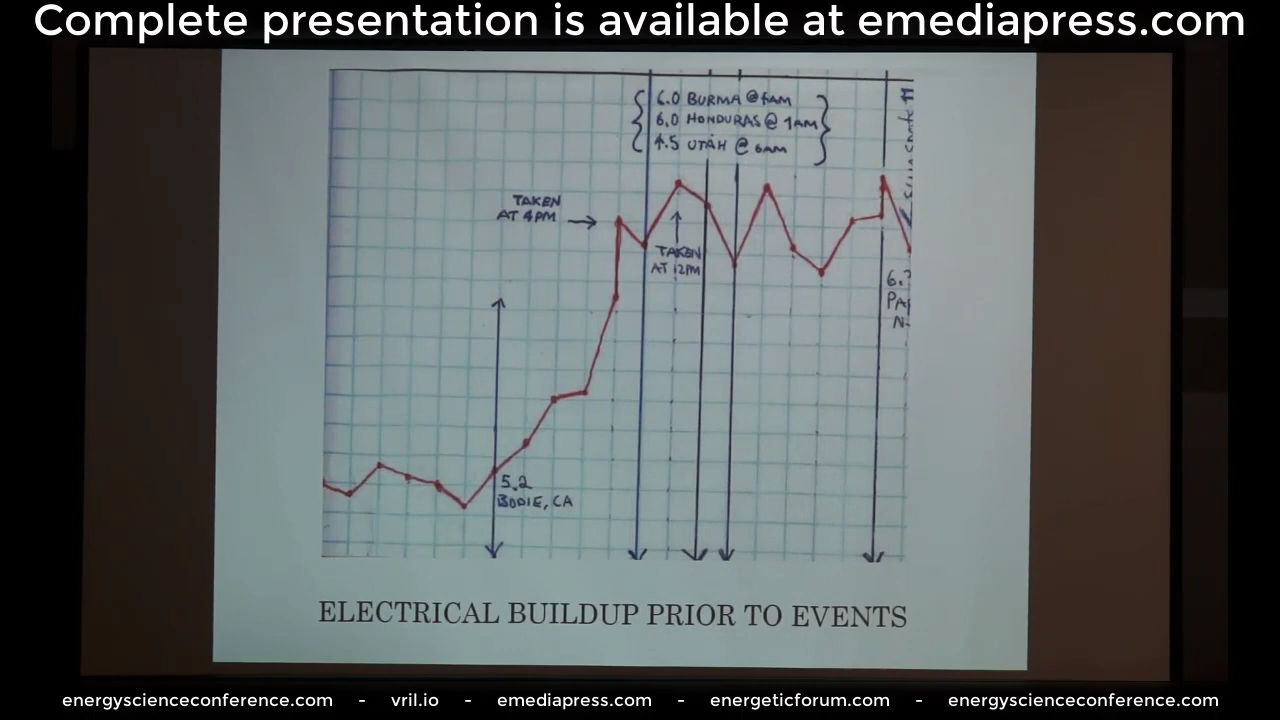 Complete presentation is available at emediapress.com
6.0 BURMA @
6.0 HONDURAS @ 1AM
4.5 UTAH @ 6AM
TAKEN
AT 4PM
TAKEN
AT 12PM
5.2
BODIE, CA
ELECTRICAL BUILDUP PRIOR TO EVENTS
energyscienceconference.com - vril.io - emediapress.com - energeticforum.com - energyscienceconference.com